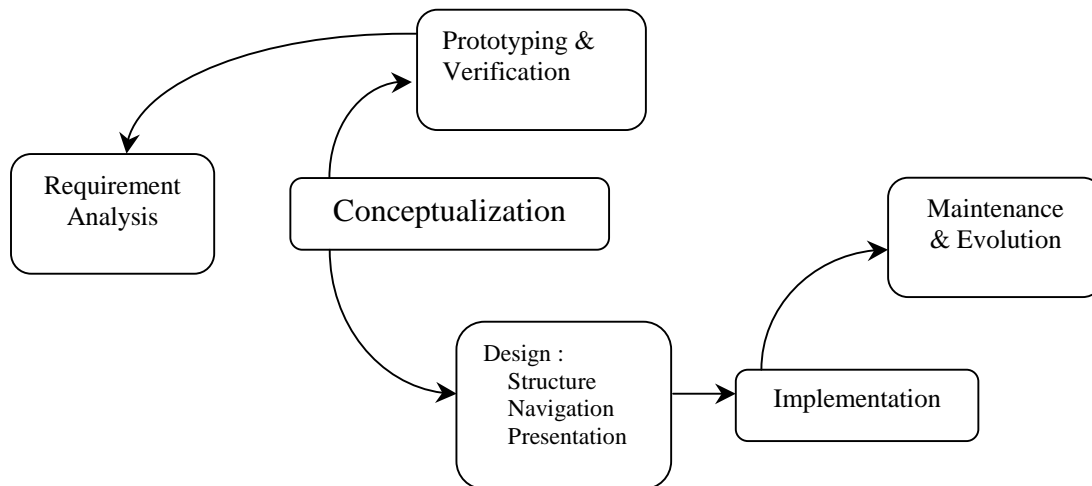 Prototyping &
Verification
Requirement
Analysis
Conceptualization
Maintenance
& Evolution
Design :
Structure
Navigation
Presentation
Implementation